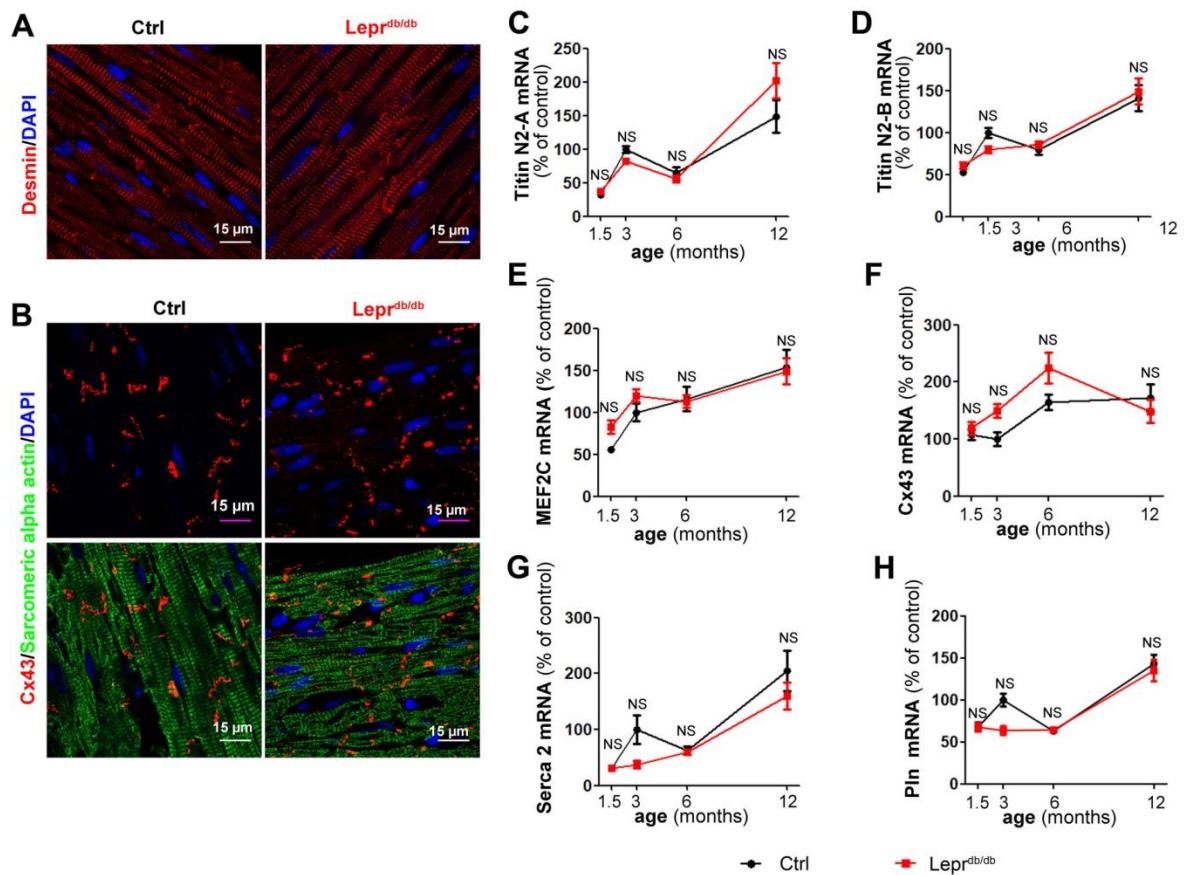 A
Ctrl
Lepr^db/db
Desmin/DAPI
15 µm
15 µm
B
Ctrl
Lepr^db/db
Cx43/Sarcomeric alpha actin/DAPI
15 µm
15 µm
15 µm
15 µm
C
Titin N2-A mRNA
(% of control)
250
200
150
100
50
0
NS
NS
NS
NS
1.5 3 6 12
age (months)
D
Titin N2-B mRNA
(% of control)
200
150
100
50
0
NS
NS
NS
NS
1.5 3 6 12
age (months)
E
MEF2C mRNA (% of control)
200
150
100
50
0
NS
NS
NS
NS
1.5 3 6 12
age (months)
F
Cx43 mRNA (% of control)
300
200
100
0
NS
NS
NS
NS
1.5 3 6 12
age (months)
G
Serca 2 mRNA (% of control)
300
200
100
0
NS
NS
NS
NS
1.5 3 6 12
age (months)
H
Pln mRNA (% of control)
200
150
100
50
0
NS
NS
NS
NS
1.5 3 6 12
age (months)
Ctrl
Lepr^db/db